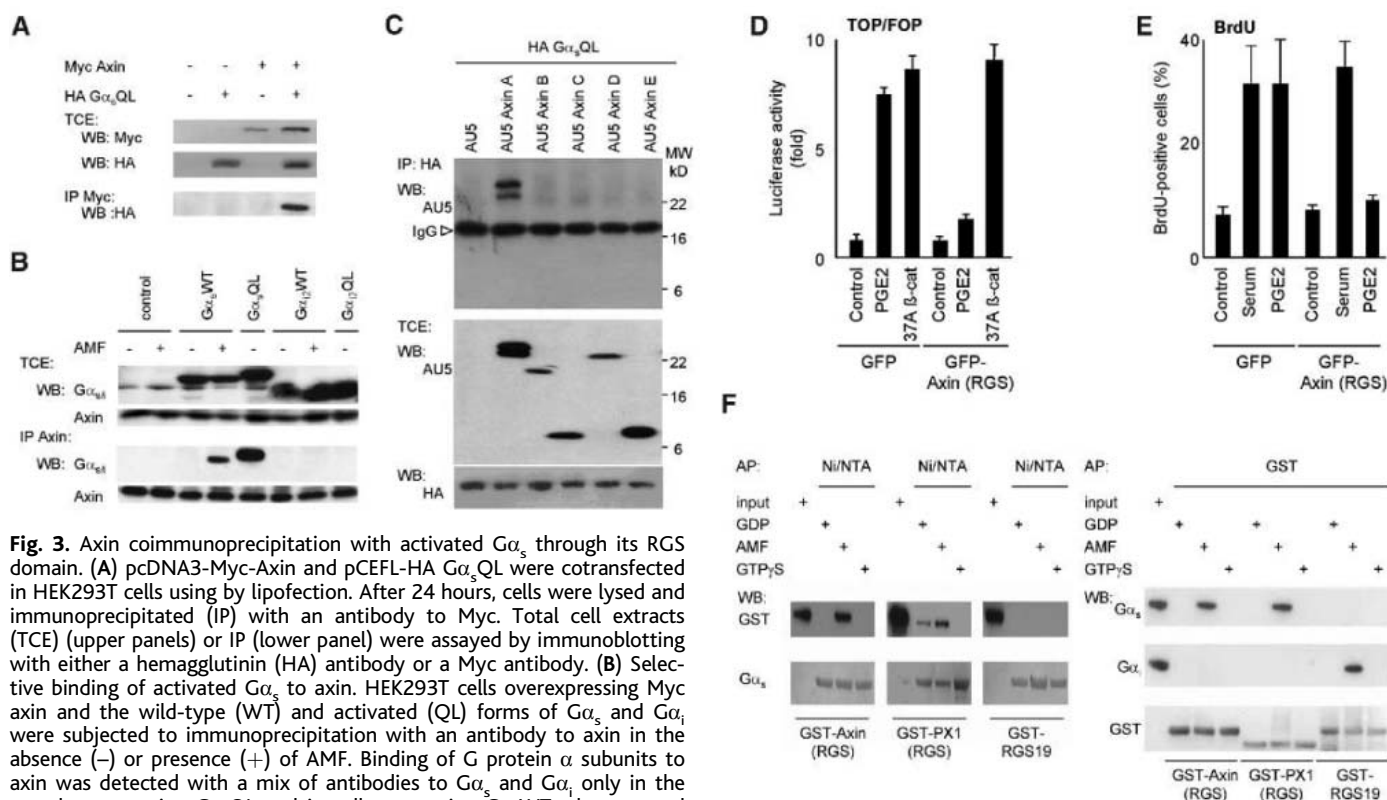 A
Myc Axin - - + +
HA GαsQL - + - +
TCE:
WB: Myc
WB: HA
IP Myc:
WB :HA
B
control
GαsWT
GαsQL
Gαi2WT
Gαi2QL
AMF - + - + - - + -
TCE:
WB: Gαs/i
Axin
IP Axin:
WB: Gαs/i
Axin
C
HA GαsQL
AU5
AU5 Axin A
AU5 Axin B
AU5 Axin C
AU5 Axin D
AU5 Axin E
MW
kD
IP: HA
WB:
AU5
IgG
22
16
6
TCE:
WB:
AU5
22
16
6
WB:
HA
D
TOP/FOP
Luciferase activity
(fold)
10
5
0
Control
PGE2
37A ß-cat
Control
PGE2
37A ß-cat
GFP
GFP-
Axin (RGS)
E
BrdU
BrdU-positive cells (%)
40
20
0
Control
Serum
PGE2
Control
Serum
PGE2
GFP
GFP-
Axin (RGS)
F
AP: Ni/NTA Ni/NTA Ni/NTA
input + + +
GDP + + +
AMF + + +
GTPγS + + +
WB:
GST
Gαs
GST-Axin
(RGS)
GST-PX1
(RGS)
GST-
RGS19
AP: GST
input +
GDP + + +
AMF + + +
GTPγS + + +
WB: Gαs
Gαi
GST
GST-Axin
(RGS)
GST-PX1
(RGS)
GST-
RGS19
Fig. 3. Axin coimmunoprecipitation with activated Gαs through its RGS
domain. (A) pcDNA3-Myc-Axin and pCEFL-HA GαsQL were cotransfected
in HEK293T cells using by lipofection. After 24 hours, cells were lysed and
immunoprecipitated (IP) with an antibody to Myc. Total cell extracts
(TCE) (upper panels) or IP (lower panel) were assayed by immunoblotting
with either a hemagglutinin (HA) antibody or a Myc antibody. (B) Selec-
tive binding of activated Gαs to axin. HEK293T cells overexpressing Myc
axin and the wild-type (WT) and activated (QL) forms of Gαs and Gαi
were subjected to immunoprecipitation with an antibody to axin in the
absence (–) or presence (+) of AMF. Binding of G protein α subunits to
axin was detected with a mix of antibodies to Gαs and Gαi only in the